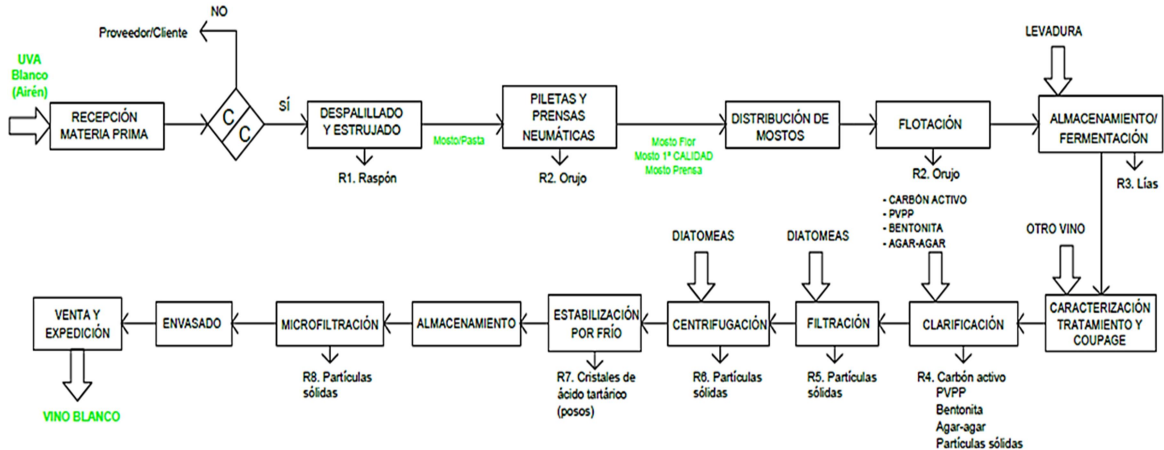 NO
Proveedor/Cliente
UVA
Blanco
(Airén)
RECEPCIÓN
MATERIA PRIMA
C
C
SÍ
DESPALILLADO
Y ESTRUJADO
R1. Raspón
Mosto/Pasta
PILETAS Y
PRENSAS
NEUMÁTICAS
R2. Orujo
Mosto Flor
Mosto 1ª CALIDAD
Mosto Prensa
DISTRIBUCIÓN DE
MOSTOS
FLOTACIÓN
R2. Orujo
LEVADURA
ALMACENAMIENTO/
FERMENTACIÓN
R3. Lías
OTRO VINO
CARACTERIZACIÓN
TRATAMIENTO Y
COUPAGE
- CARBÓN ACTIVO
- PVPP
- BENTONITA
- AGAR-AGAR
CLARIFICACIÓN
R4. Carbón activo
PVPP
Bentonita
Agar-agar
Partículas sólidas
DIATOMEAS
FILTRACIÓN
R5. Partículas
sólidas
DIATOMEAS
CENTRIFUGACIÓN
R6. Partículas
sólidas
ESTABILIZACIÓN
POR FRÍO
R7. Cristales de
ácido tartárico
(posos)
ALMACENAMIENTO
MICROFILTRACIÓN
R8. Partículas
sólidas
ENVASADO
VENTA Y
EXPEDICIÓN
VINO BLANCO